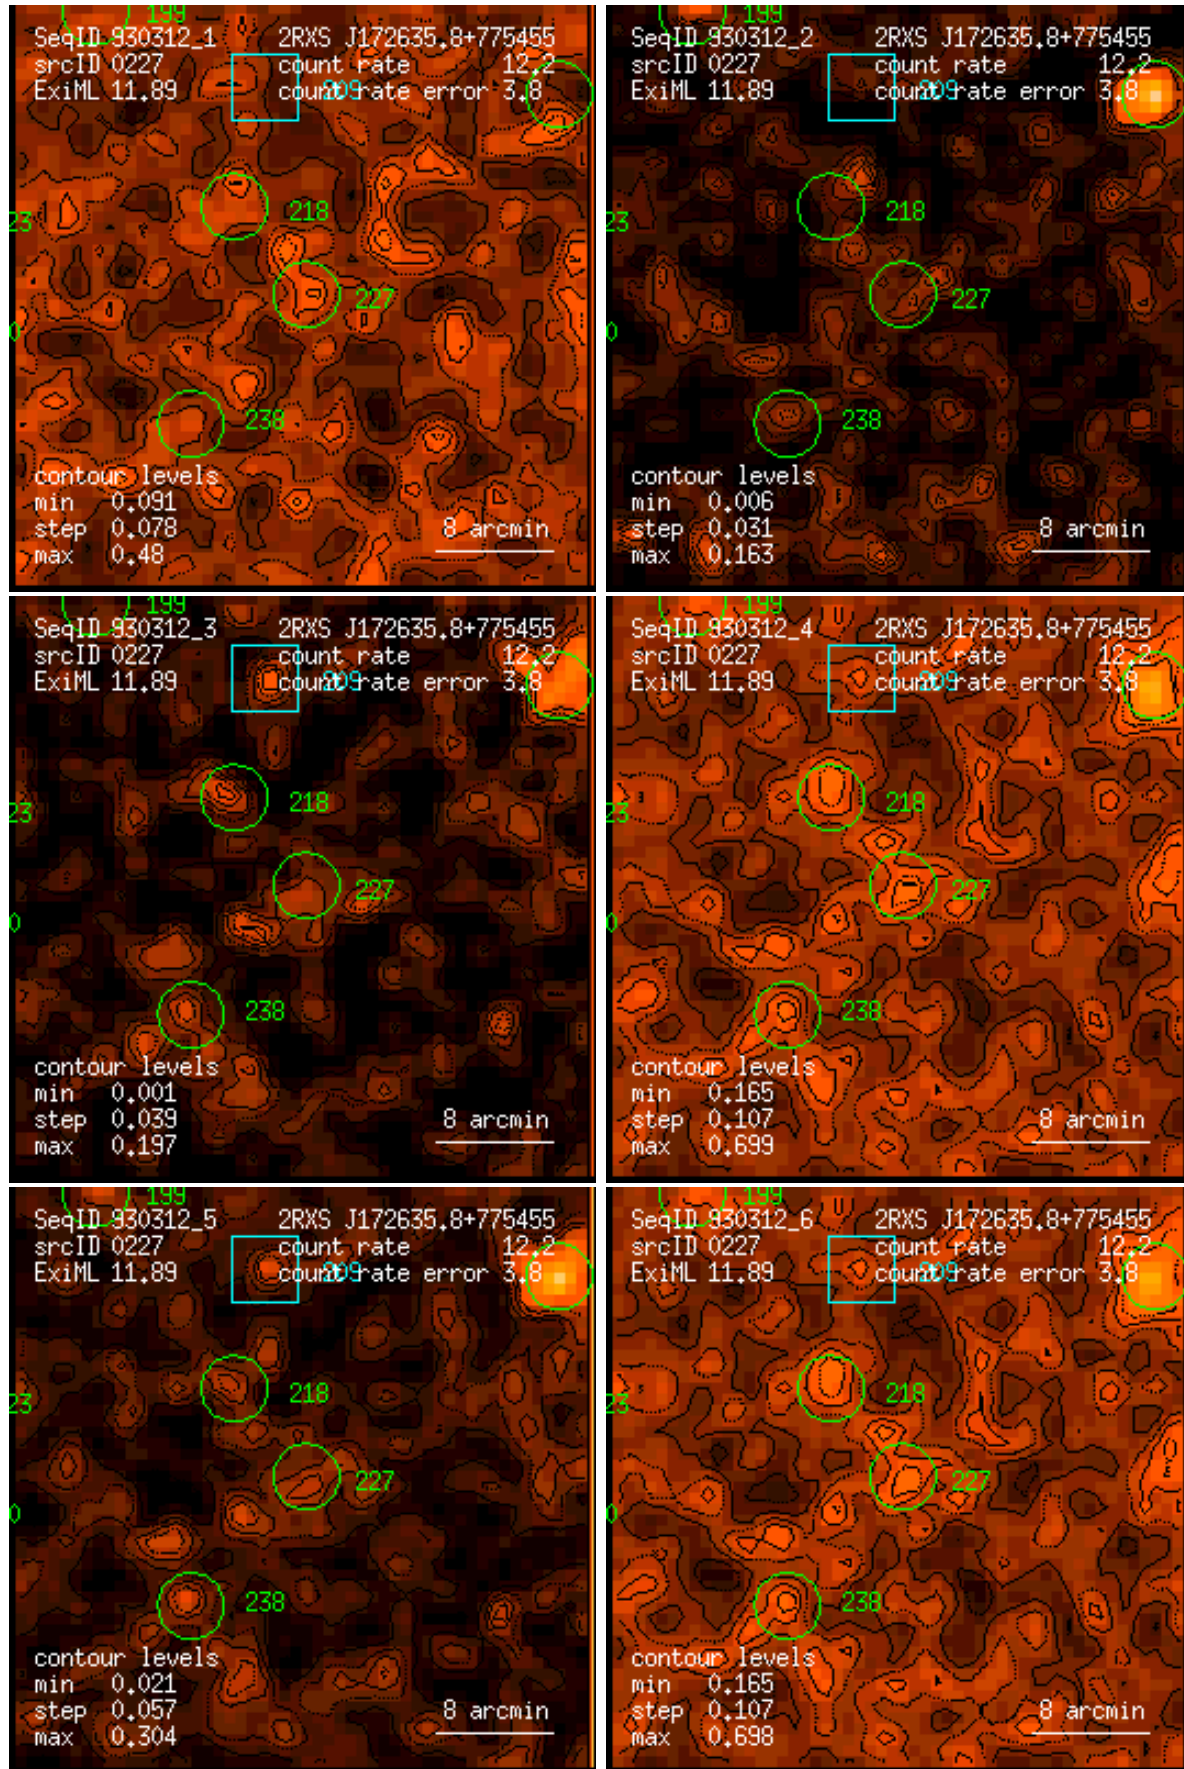 199
SeqID 930312_1 2RXS J172635.8+775455
srcID 0227 count rate 12.2
ExiML 11.89 count rate error 3.8
209
218
23
227
0
238
contour levels
min 0.091
step 0.078 8 arcmin
max 0.48
199
SeqID 930312_2 2RXS J172635.8+775455
srcID 0227 count rate 12.2
ExiML 11.89 count rate error 3.8
209
218
23
227
0
238
contour levels
min 0.006
step 0.031 8 arcmin
max 0.163
199
SeqID 930312_3 2RXS J172635.8+775455
srcID 0227 count rate 12.2
ExiML 11.89 count rate error 3.8
209
218
23
227
0
238
contour levels
min 0.001
step 0.039 8 arcmin
max 0.197
199
SeqID 930312_4 2RXS J172635.8+775455
srcID 0227 count rate 12.2
ExiML 11.89 count rate error 3.8
209
218
23
227
0
238
contour levels
min 0.165
step 0.107 8 arcmin
max 0.699
199
SeqID 930312_5 2RXS J172635.8+775455
srcID 0227 count rate 12.2
ExiML 11.89 count rate error 3.8
209
218
23
227
0
238
contour levels
min 0.021
step 0.057 8 arcmin
max 0.304
199
SeqID 930312_6 2RXS J172635.8+775455
srcID 0227 count rate 12.2
ExiML 11.89 count rate error 3.8
209
218
23
227
0
238
contour levels
min 0.165
step 0.107 8 arcmin
max 0.698